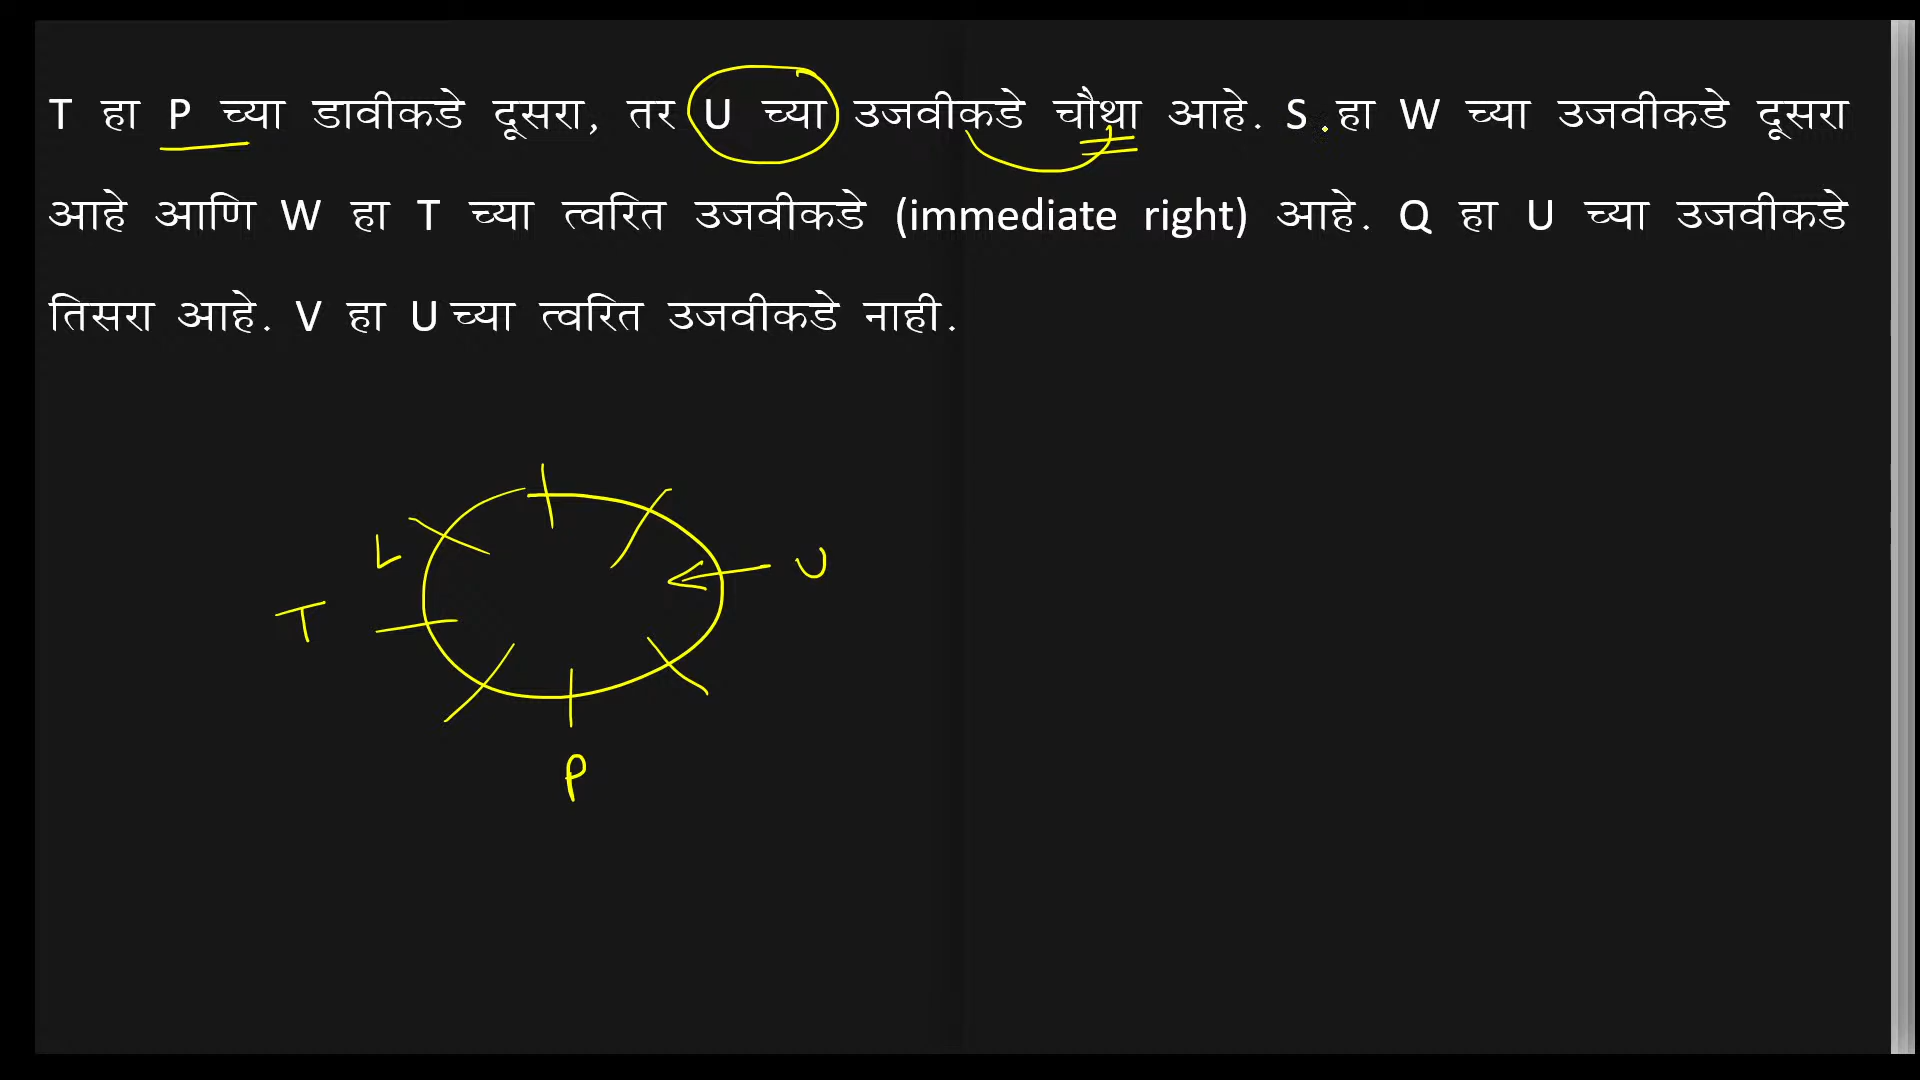 T हा P च्या डावीकडे दूसरा, तर U च्या उजवीकडे चौथा आहे. S हा W च्या उजवीकडे दूसरा
आहे आणि W हा T च्या त्वरित उजवीकडे (immediate right) आहे. Q हा U च्या उजवीकडे
तिसरा आहे. V हा U च्या त्वरित उजवीकडे नाही.
L
U
T
P